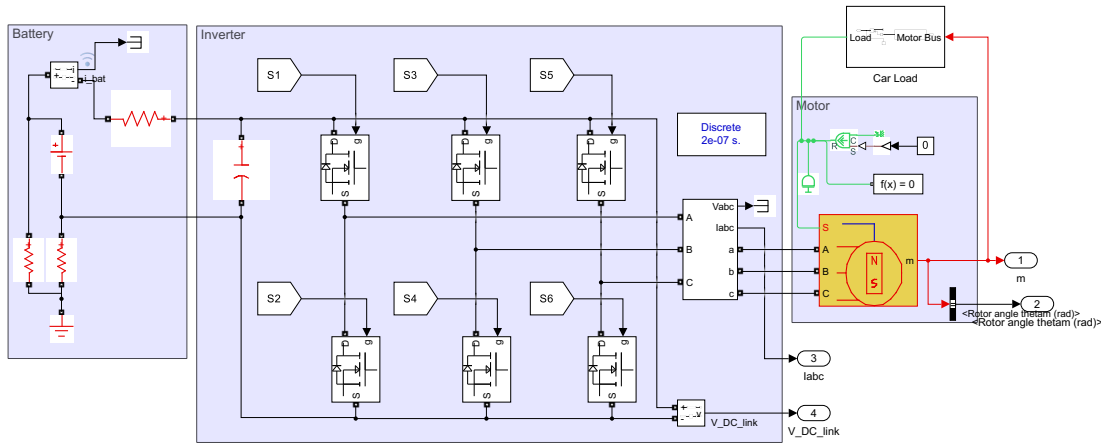 Battery
i
i_bat
Inverter
S1
S3
S5
D
g
S
D
g
S
D
g
S
S2
S4
S6
D
g
S
D
g
S
D
g
S
Discrete
2e-07 s.
A
B
C
Vabc
Iabc
a
b
c
v
V_DC_link
Load
Motor Bus
Car Load
Motor
R
C
S
0
f(x) = 0
S
A
B
C
N
S
m
1
m
2
<Rotor angle thetam (rad)>
<Rotor angle thetam (rad)>
3
Iabc
4
V_DC_link